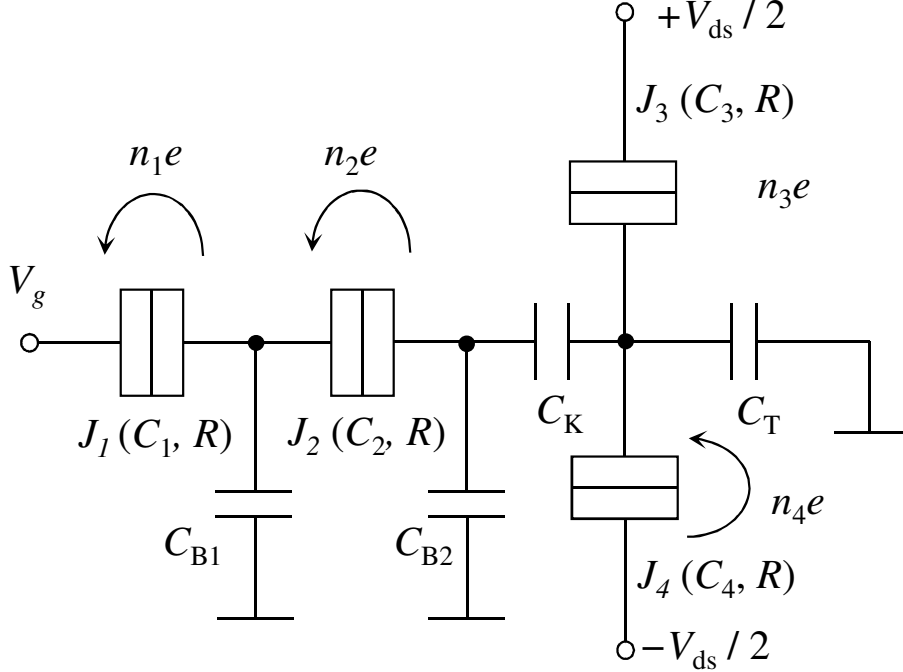 +V_ds / 2
J_3 (C_3, R)
n_1e
n_2e
n_3e
V_g
C_K
C_T
J_1 (C_1, R)
J_2 (C_2, R)
n_4e
C_B1
C_B2
J_4 (C_4, R)
−V_ds / 2